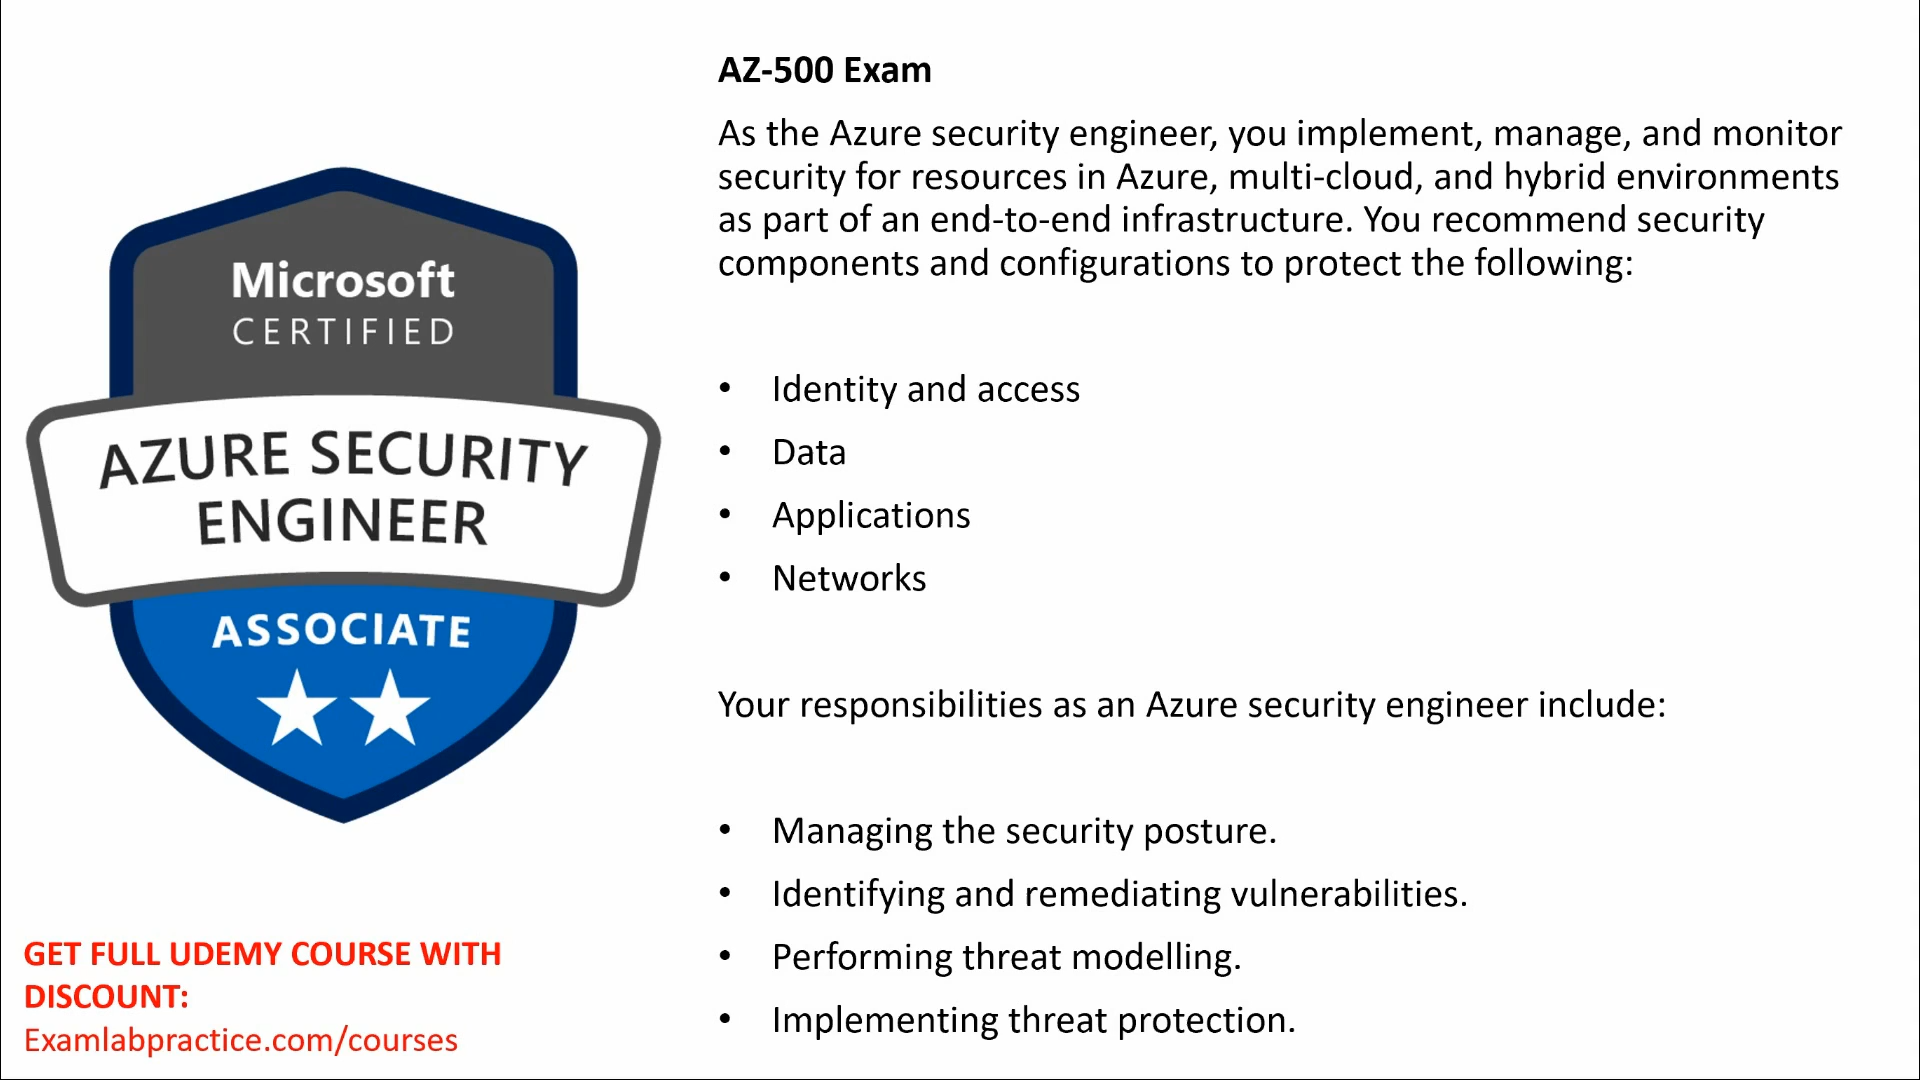 Microsoft
CERTIFIED
AZURE SECURITY
ENGINEER
ASSOCIATE
GET FULL UDEMY COURSE WITH
DISCOUNT:
Examlabpractice.com/courses
AZ-500 Exam
As the Azure security engineer, you implement, manage, and monitor
security for resources in Azure, multi-cloud, and hybrid environments
as part of an end-to-end infrastructure. You recommend security
components and configurations to protect the following:
• Identity and access
• Data
• Applications
• Networks
Your responsibilities as an Azure security engineer include:
• Managing the security posture.
• Identifying and remediating vulnerabilities.
• Performing threat modelling.
• Implementing threat protection.